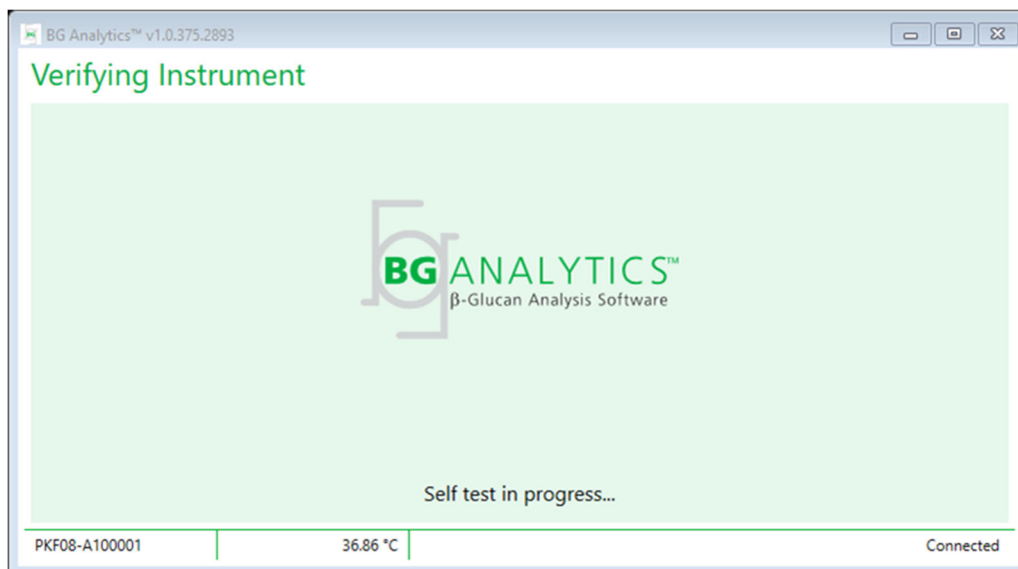 BG Analytics™ v1.0.375.2893
Verifying Instrument
BG ANALYTICS™
β-Glucan Analysis Software
Self test in progress...
PKF08-A100001 36.86 °C Connected